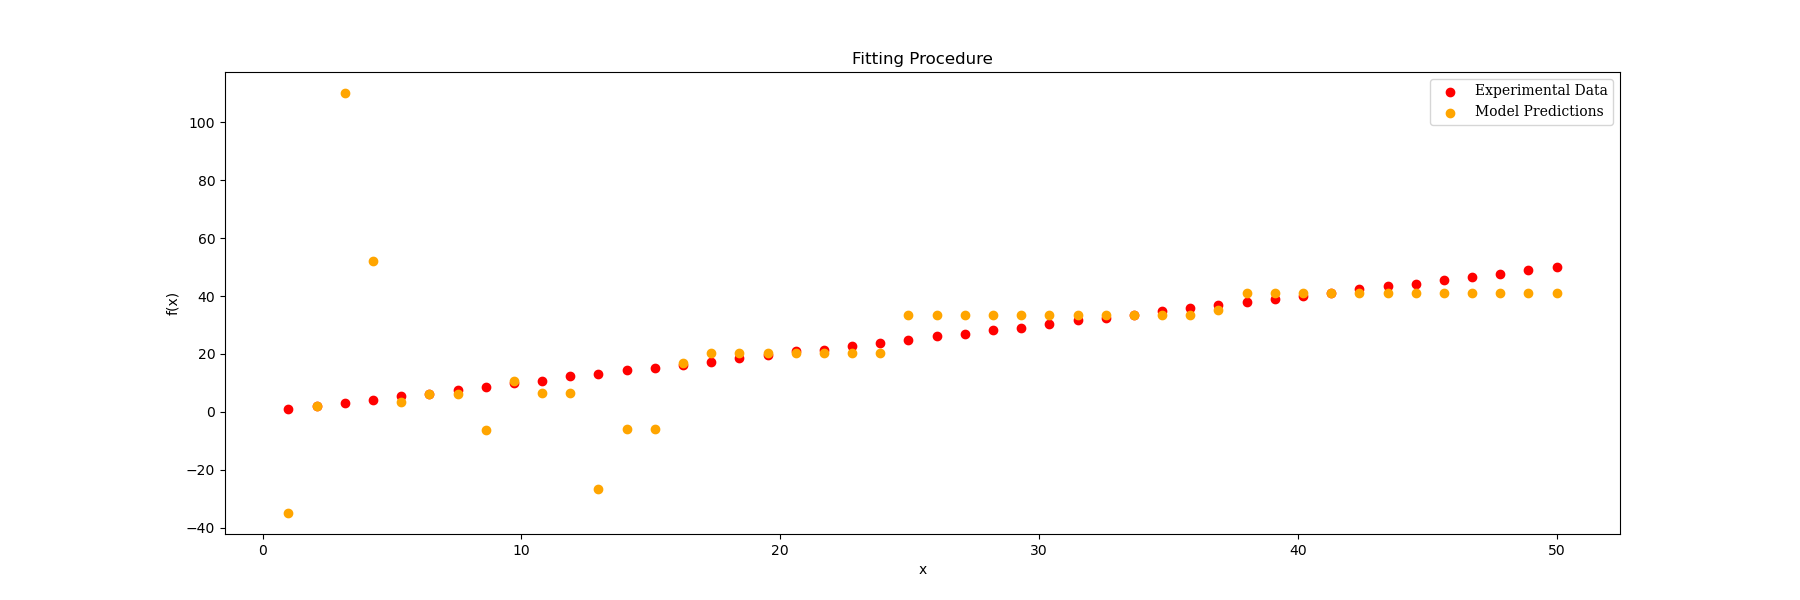 Fitting Procedure
Experimental Data
Model Predictions
100
80
60
40
20
0
−20
−40
f(x)
0 10 20 30 40 50
x